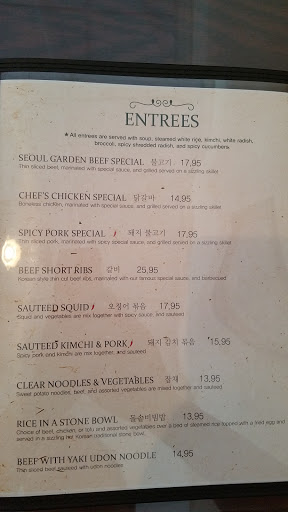 ENTREES
★All entrees are served with soup, steamed white rice, kimchi, white radish,
broccoli, spicy shredded radish, and spicy cucumbers
SEOUL GARDEN BEEF SPECIAL 불고기 17,95
Thin sliced beef, marinated with special sauce, and grilled served on a sizzling skillet
CHEF'S CHICKEN SPECIAL 닭갈비 14,95
Boneless chicken, marinated with special sauce, and grilled served on a sizzling skillet
SPICY PORK SPECIAL 돼지 불고기 17,95
Thin sliced pork, marinated with spicy special sauce, and grilled served on a sizzling skillet
BEEF SHORT RIBS 갈비 25,95
Korean style thin cut beef ribs, marinated with our famous special sauce, and barbecued
SAUTEED SQUID 오징어 볶음 17,95
Squid and vegetables are mix together with spicy sauce, and sauteed
SAUTEED KIMCHI & PORK 돼지 김치 볶음 15,95
Spicy pork and kimchi are mix together, and sauteed
CLEAR NOODLES & VEGETABLES 잡채 13,95
Sweet potato noodles, beef, and assorted vegetables are mixed together and sauteed
RICE IN A STONE BOWL 돌솥비빔밥 13,95
Choice of beef, chicken, or tofu and assorted vegetables over a bed of steamed rice topped with a fried egg and
served in a sizzling hot Korean traditional stone bowl
BEEF WITH YAKI UDON NOODLE 14,95
Thin sliced beef sauteed with udon noodles